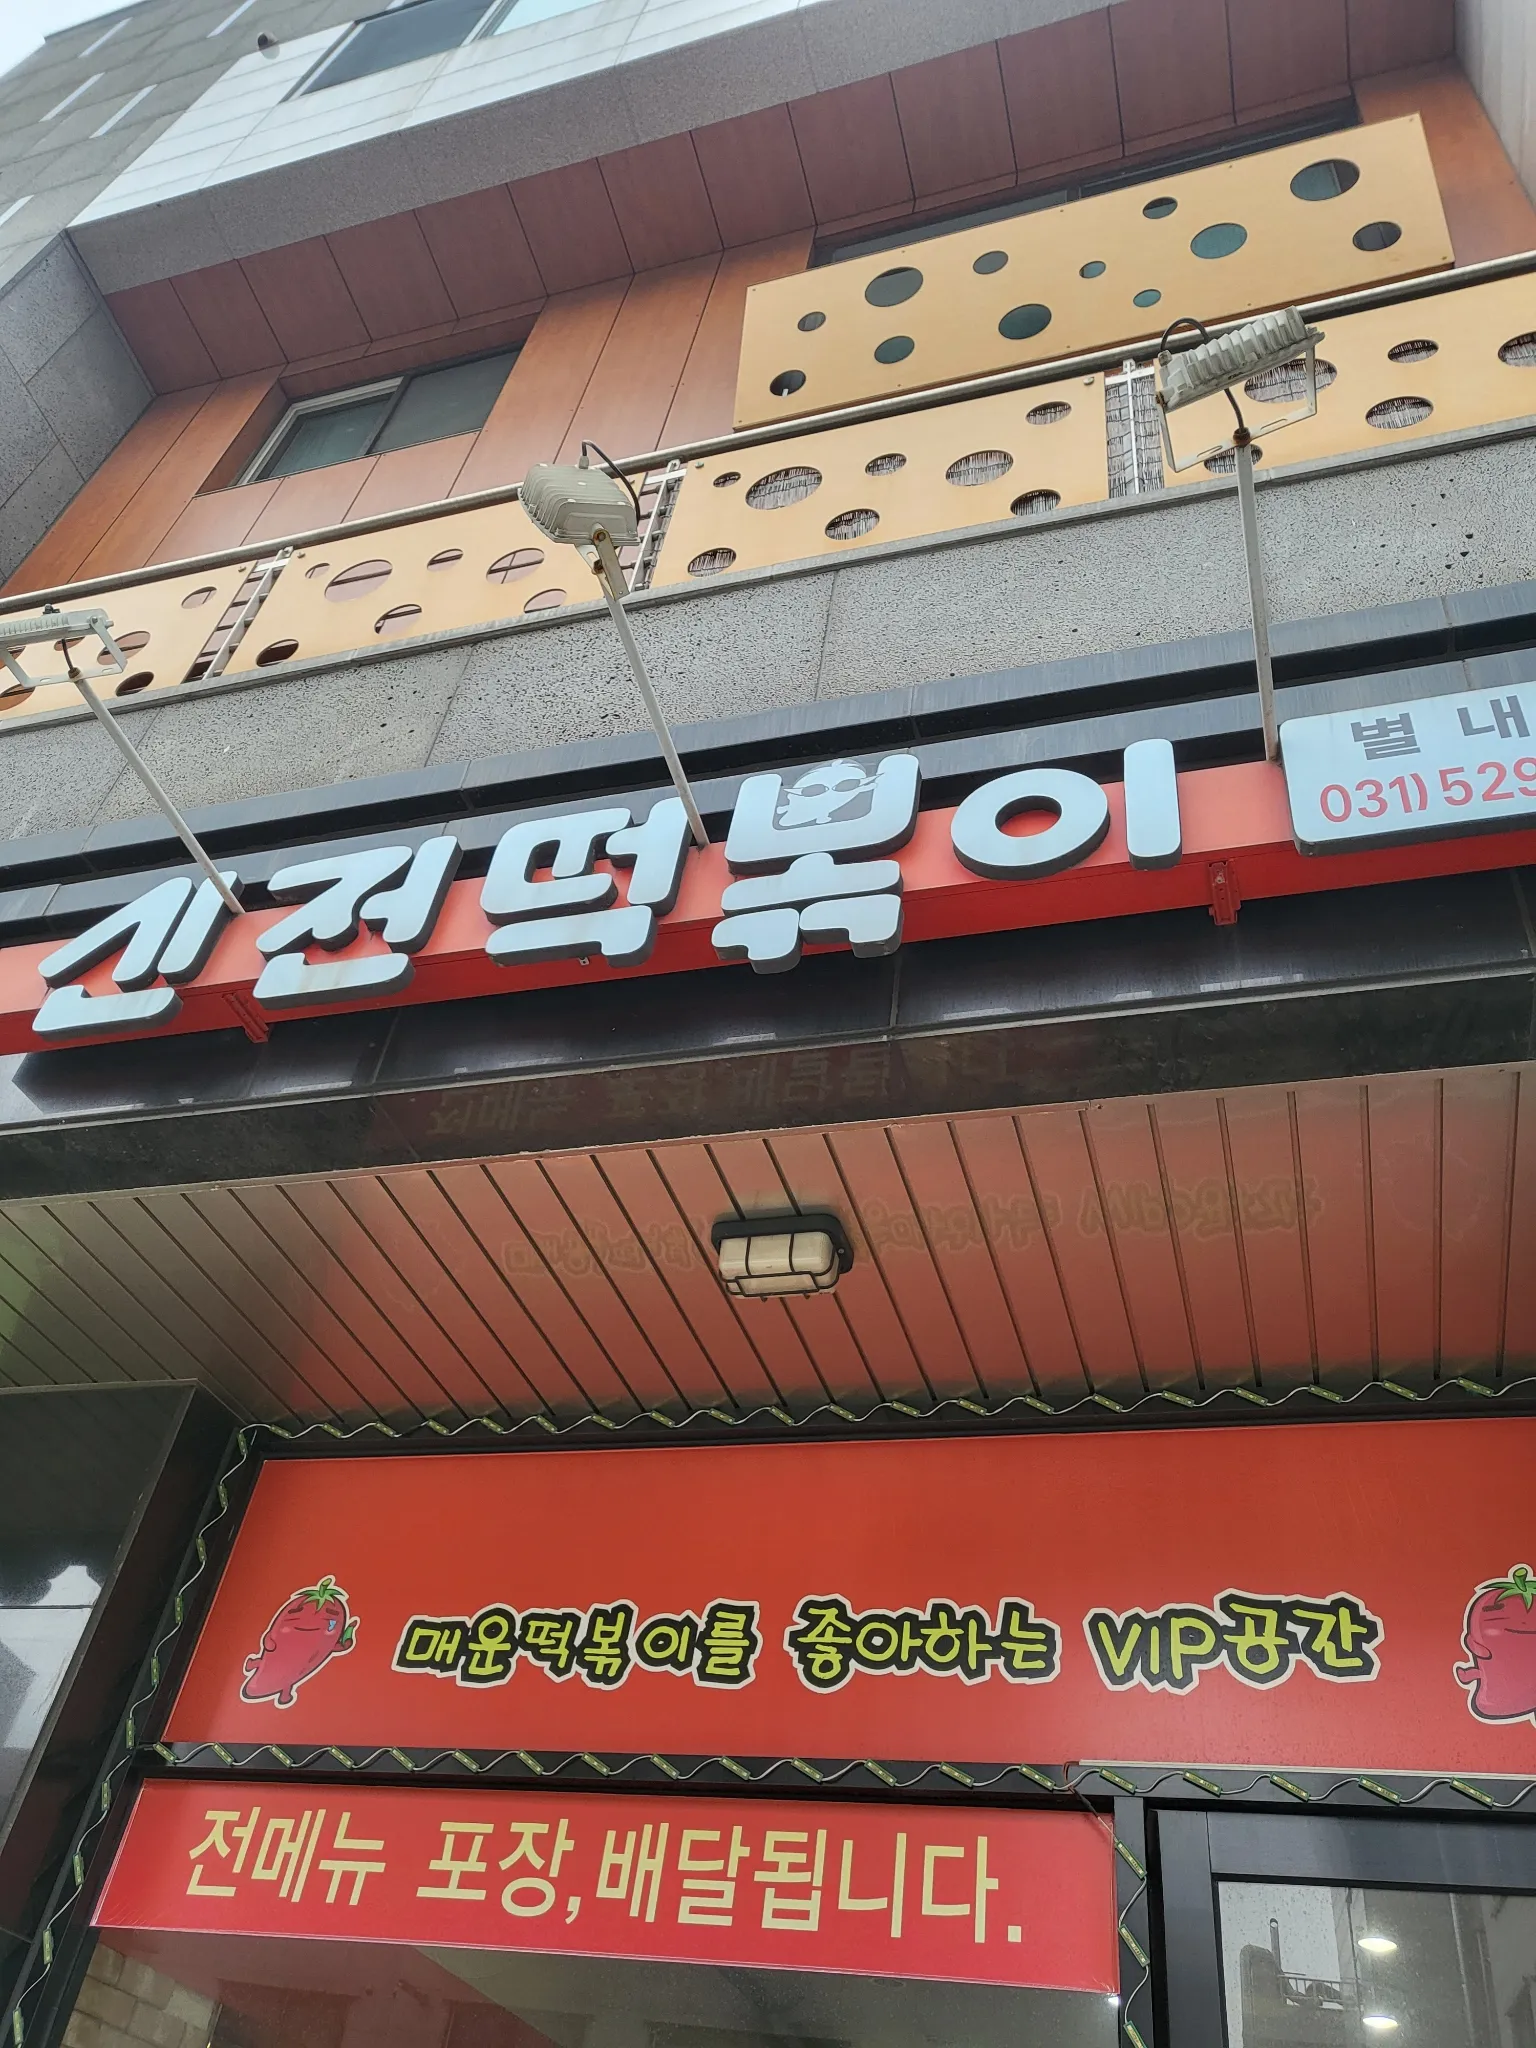 신전떡볶이
별내
031)529
매운떡볶이를 좋아하는 VIP공간
전메뉴 포장,배달됩니다.